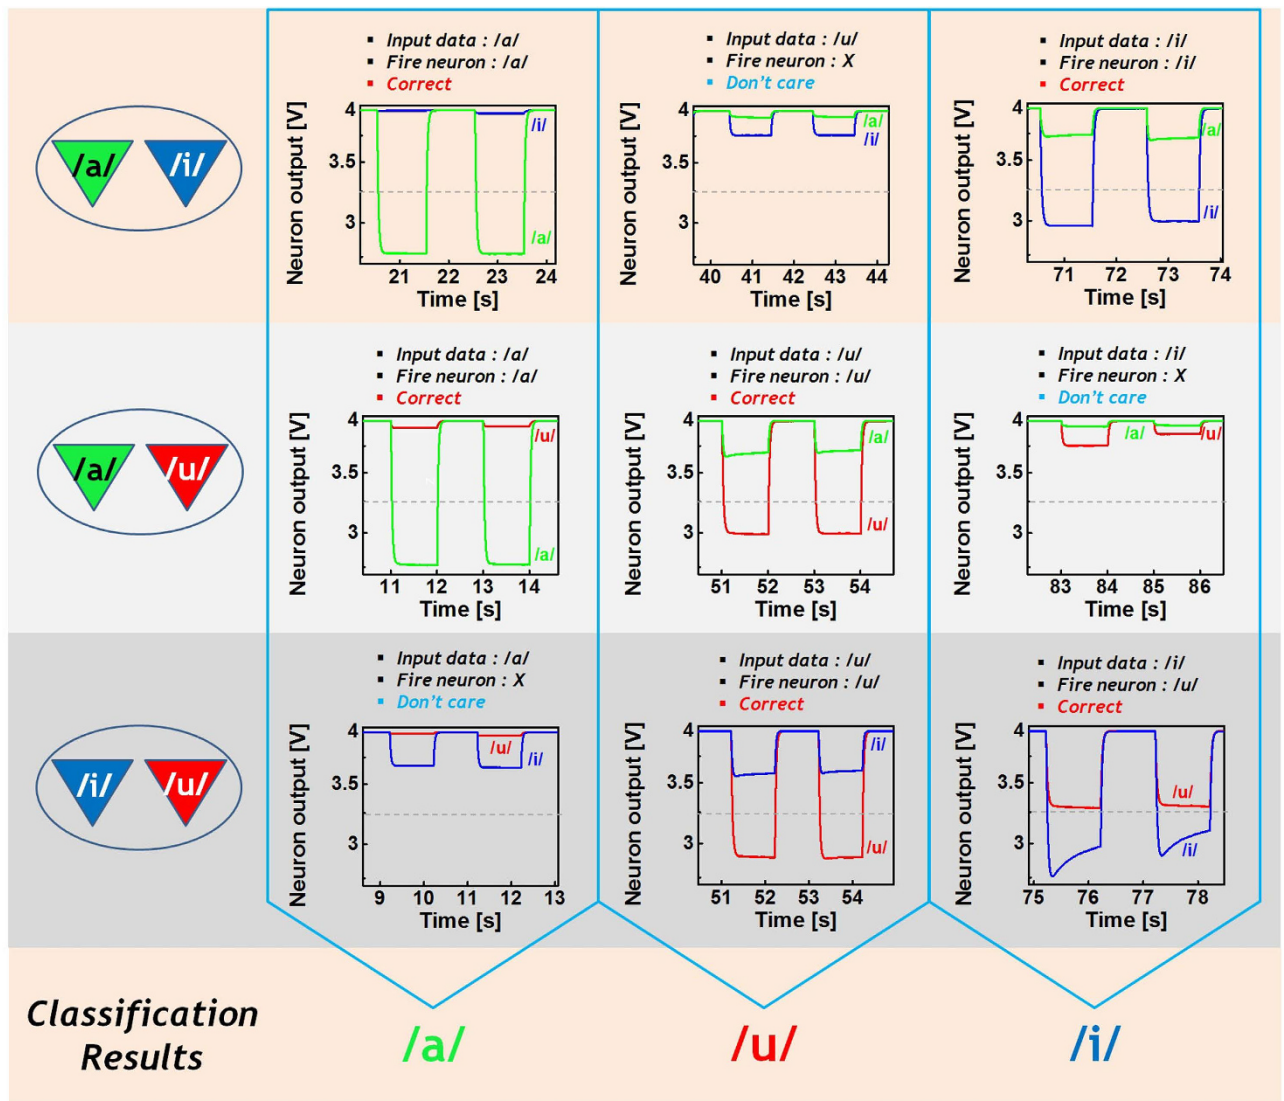 /a/ /i/
▪ Input data : /a/
▪ Fire neuron : /a/
▪ Correct
Neuron output [V]
4
3.5
3
/i/
/a/
21 22 23 24
Time [s]
▪ Input data : /u/
▪ Fire neuron : X
▪ Don't care
Neuron output [V]
4
3.5
3
/a/
/i/
40 41 42 43 44
Time [s]
▪ Input data : /i/
▪ Fire neuron : /i/
▪ Correct
Neuron output [V]
4
3.5
3
/a/
/i/
71 72 73 74
Time [s]
/a/ /u/
▪ Input data : /a/
▪ Fire neuron : /a/
▪ Correct
Neuron output [V]
4
3.5
3
/u/
/a/
11 12 13 14
Time [s]
▪ Input data : /u/
▪ Fire neuron : /u/
▪ Correct
Neuron output [V]
4
3.5
3
/a/
/u/
51 52 53 54
Time [s]
▪ Input data : /i/
▪ Fire neuron : X
▪ Don't care
Neuron output [V]
4
3.5
3
/a/ /u/
83 84 85 86
Time [s]
/i/ /u/
▪ Input data : /a/
▪ Fire neuron : X
▪ Don't care
Neuron output [V]
4
3.5
3
/u/ /i/
9 10 11 12 13
Time [s]
▪ Input data : /u/
▪ Fire neuron : /u/
▪ Correct
Neuron output [V]
4
3.5
3
/i/
/u/
51 52 53 54
Time [s]
▪ Input data : /i/
▪ Fire neuron : /u/
▪ Correct
Neuron output [V]
4
3.5
3
/u/
/i/
75 76 77 78
Time [s]
Classification
Results
/a/ /u/ /i/